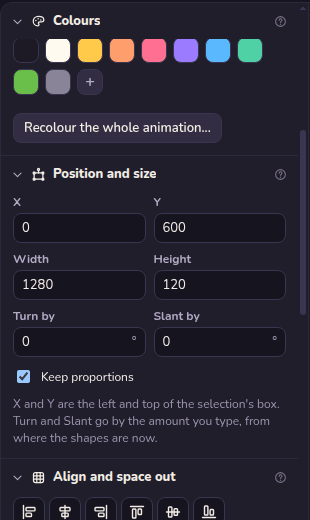 Colours
+
Recolour the whole animation...
Position and size
X Y
0 600
Width Height
1280 120
Turn by Slant by
0 ° 0 °
Keep proportions
X and Y are the left and top of the selection's box.
Turn and Slant go by the amount you type, from
where the shapes are now.
Align and space out